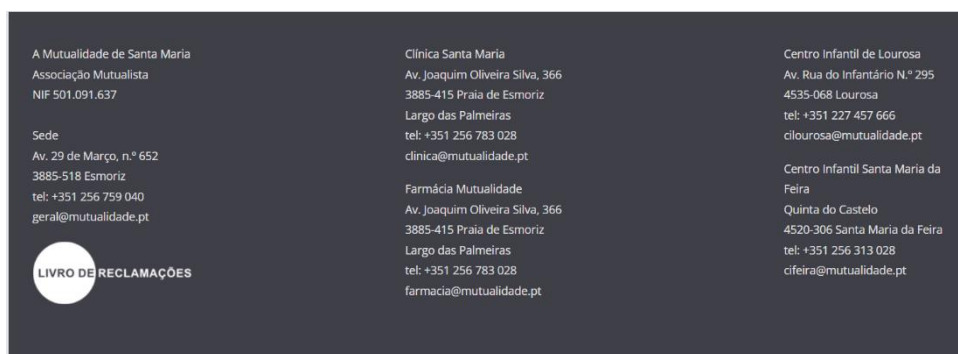 A Mutualidade de Santa Maria
Associação Mutualista
NIF 501.091.637
Sede
Av. 29 de Março, n.º 652
3885-518 Esmoriz
tel: +351 256 759 040
geral@mutualidade.pt
LIVRO DE RECLAMAÇÕES
Clínica Santa Maria
Av. Joaquim Oliveira Silva, 366
3885-415 Praia de Esmoriz
Largo das Palmeiras
tel: +351 256 783 028
clinica@mutualidade.pt
Farmácia Mutualidade
Av. Joaquim Oliveira Silva, 366
3885-415 Praia de Esmoriz
Largo das Palmeiras
tel: +351 256 783 028
farmacia@mutualidade.pt
Centro Infantil de Lourosa
Av. Rua do Infantário N.º 295
4535-068 Lourosa
tel: +351 227 457 666
cilourosa@mutualidade.pt
Centro Infantil Santa Maria da
Feira
Quinta do Castelo
4520-306 Santa Maria da Feira
tel: +351 256 313 028
cifeira@mutualidade.pt